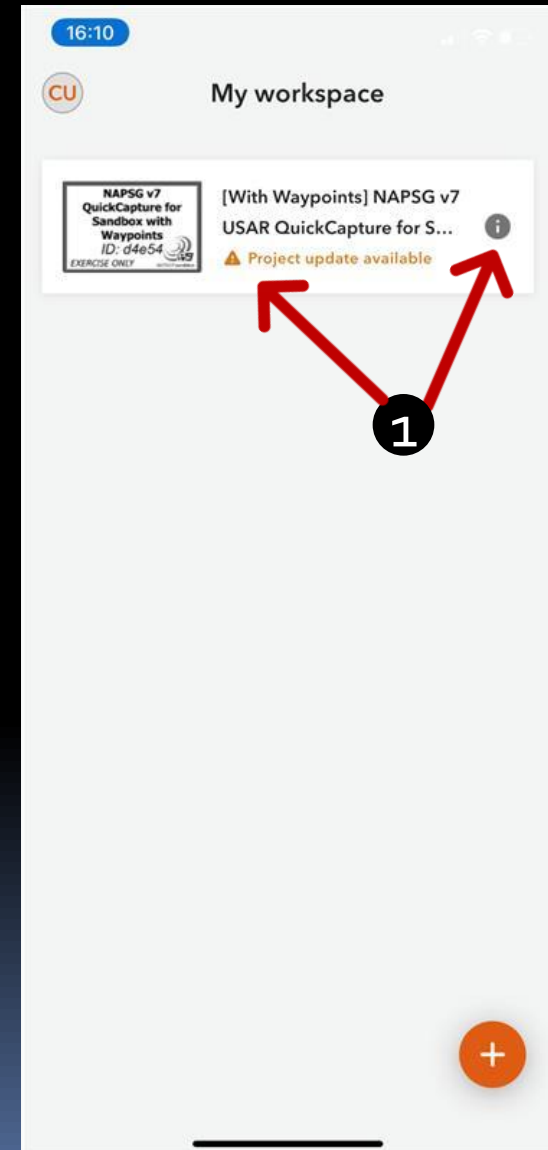 16:10
CU
My workspace
NAPSG v7
QuickCapture for
Sandbox with
Waypoints
ID: d4e54
EXERCISE ONLY
[With Waypoints] NAPSG v7
USAR QuickCapture for S...
Project update available
1